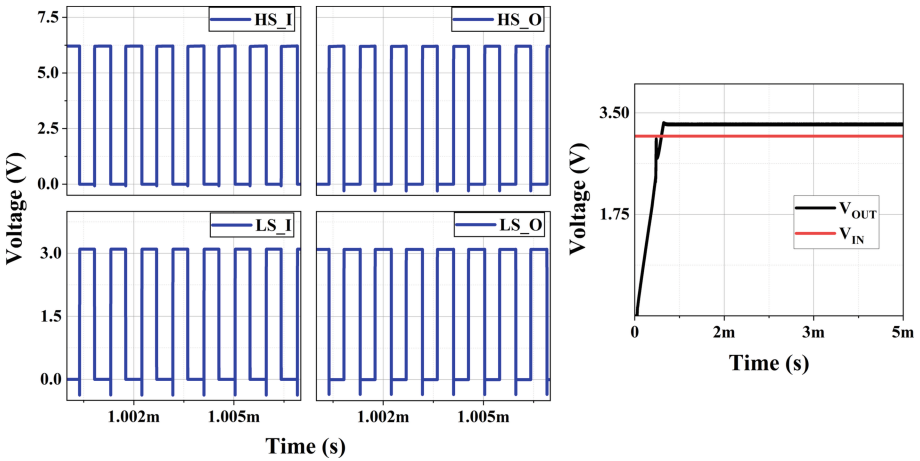 HS_I
HS_O
7.5
5.0
2.5
0.0
Voltage (V)
LS_I
LS_O
3.0
1.5
0.0
1.002m
1.005m
1.002m
1.005m
Time (s)
3.50
1.75
Voltage (V)
VOUT
VIN
0
2m
3m
5m
Time (s)